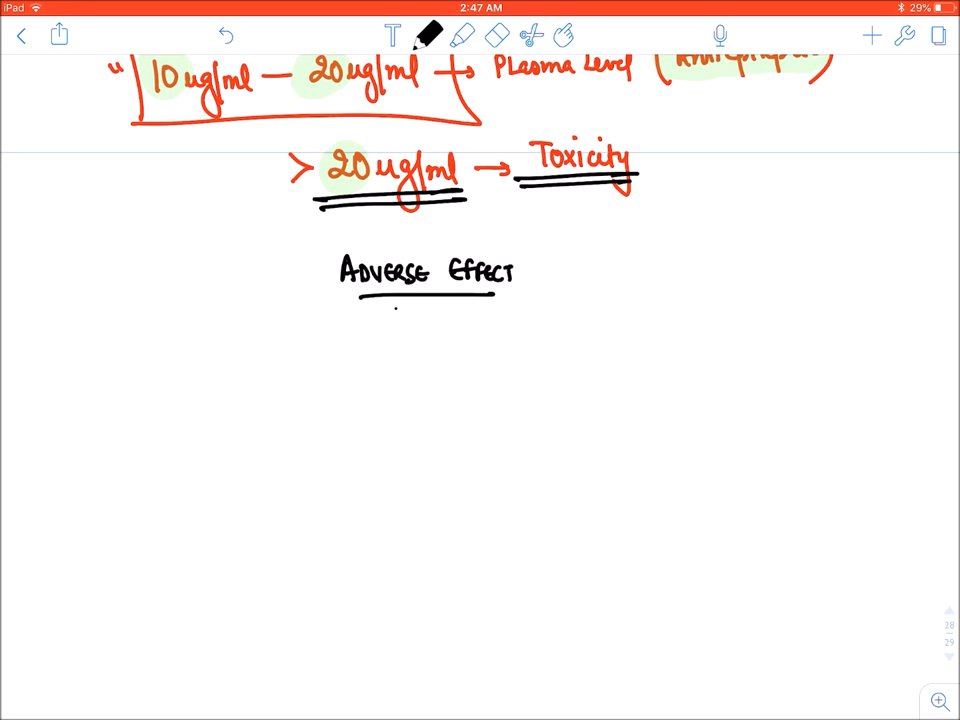 iPad 2:47 AM 29%
T
" 10 ug/ml — 20 ug/ml → Plasma Level (
> 20 ug/ml → Toxicity
ADVERSE EFFECT
28
29